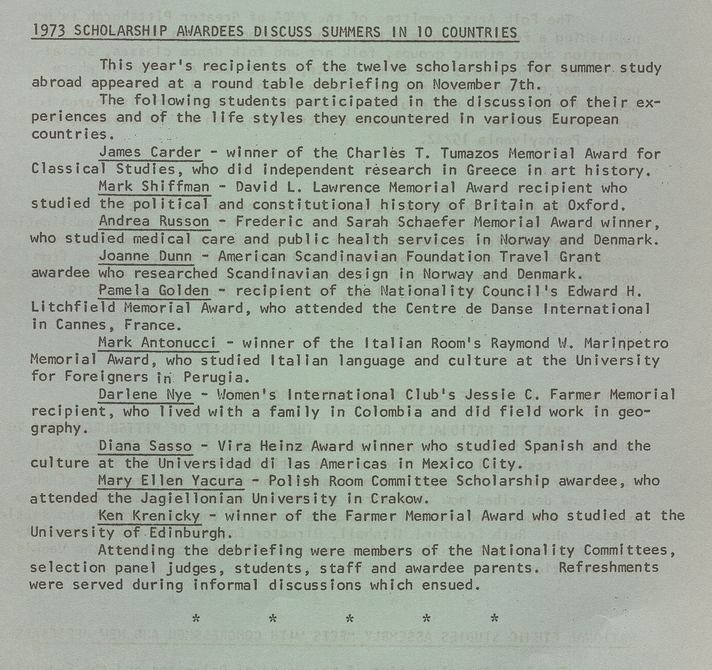 1973 SCHOLARSHIP AWARDEES DISCUSS SUMMERS IN 10 COUNTRIES
This year's recipients of the twelve scholarships for summer study
abroad appeared at a round table debriefing on November 7th.
The following students participated in the discussion of their ex-
periences and of the life styles they encountered in various European
countries.
James Carder - winner of the Charles T. Tumazos Memorial Award for
Classical Studies, who did independent research in Greece in art history.
Mark Shiffman - David L. Lawrence Memorial Award recipient who
studied the political and constitutional history of Britain at Oxford.
Andrea Russon - Frederic and Sarah Schaefer Memorial Award winner,
who studied medical care and public health services in Norway and Denmark.
Joanne Dunn - American Scandinavian Foundation Travel Grant
awardee who researched Scandinavian design in Norway and Denmark.
Pamela Golden - recipient of the Nationality Council's Edward H.
Litchfield Memorial Award, who attended the Centre de Danse International
in Cannes, France.
Mark Antonucci - winner of the Italian Room's Raymond W. Marinpetro
Memorial Award, who studied Italian language and culture at the University
for Foreigners in Perugia.
Darlene Nye - Women's International Club's Jessie C. Farmer Memorial
recipient, who lived with a family in Colombia and did field work in geo-
graphy.
Diana Sasso - Vira Heinz Award winner who studied Spanish and the
culture at the Universidad di las Americas in Mexico City.
Mary Ellen Yacura - Polish Room Committee Scholarship awardee, who
attended the Jagiellonian University in Crakow.
Ken Krenicky - winner of the Farmer Memorial Award who studied at the
University of Edinburgh.
Attending the debriefing were members of the Nationality Committees,
selection panel judges, students, staff and awardee parents. Refreshments
were served during informal discussions which ensued.
* * * * *